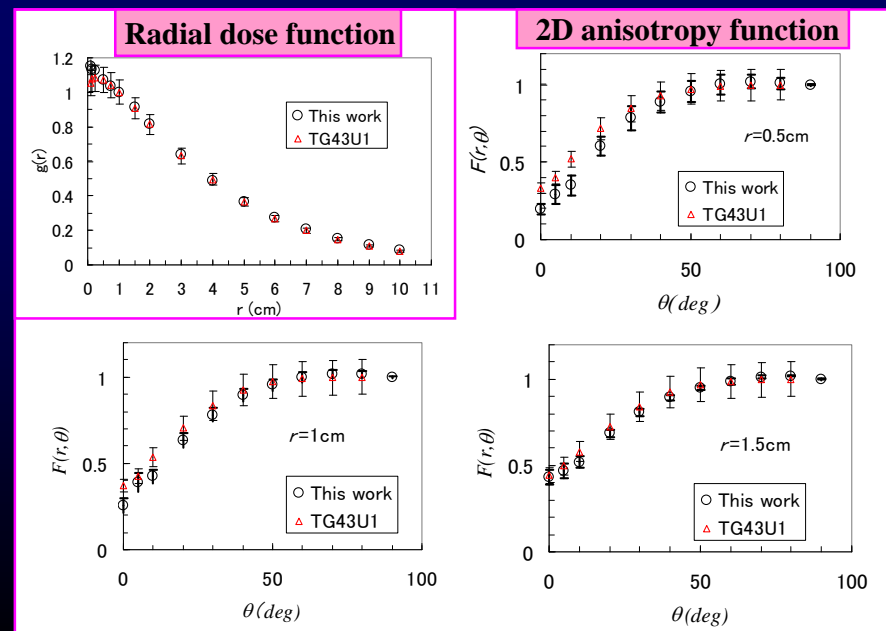 Radial dose function
1.2
1
0.8
0.6
0.4
0.2
0
g(r)
This work
TG43U1
0 1 2 3 4 5 6 7 8 9 10 11
r (cm)
2D anisotropy function
1
0.5
0
F(r,θ)
r=0.5cm
This work
TG43U1
0 50 100
θ(deg)
1
0.5
0
F(r,θ)
r=1cm
This work
TG43U1
0 50 100
θ(deg)
1
0.5
0
F(r,θ)
r=1.5cm
This work
TG43U1
0 50 100
θ(deg)